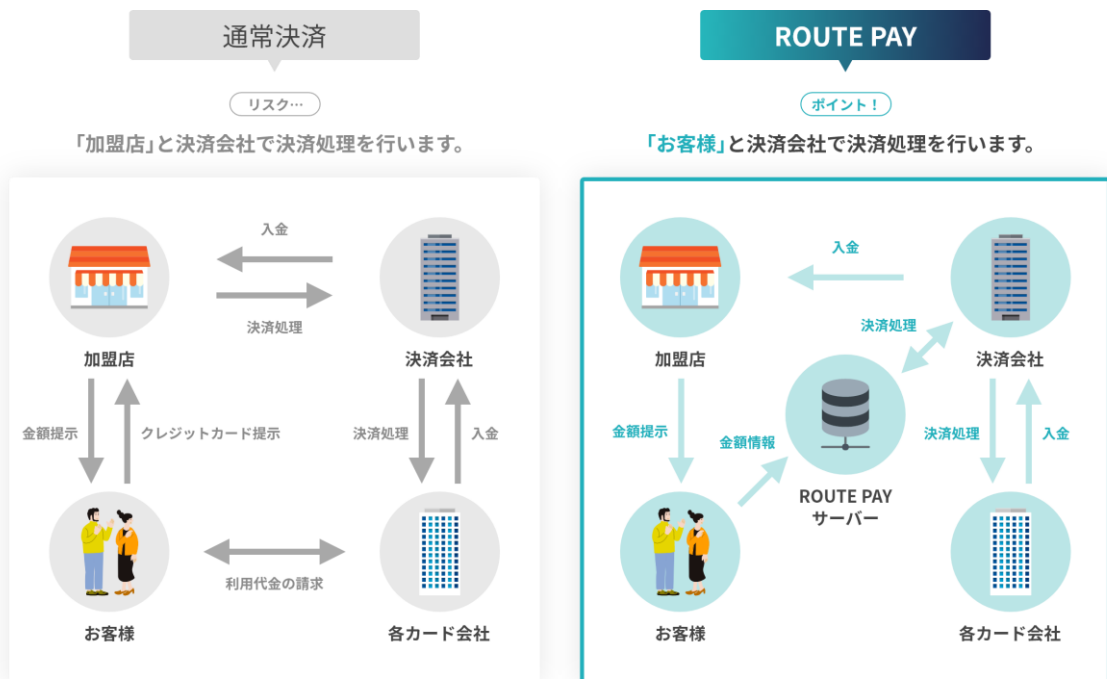 通常決済
リスク…
「加盟店」と決済会社で決済処理を行います。
入金
決済処理
加盟店
決済会社
金額提示
クレジットカード提示
決済処理
入金
利用代金の請求
お客様
各カード会社
ROUTE PAY
ポイント！
「お客様」と決済会社で決済処理を行います。
入金
決済処理
加盟店
決済会社
金額提示
金額情報
決済処理
入金
ROUTE PAY
サーバー
お客様
各カード会社